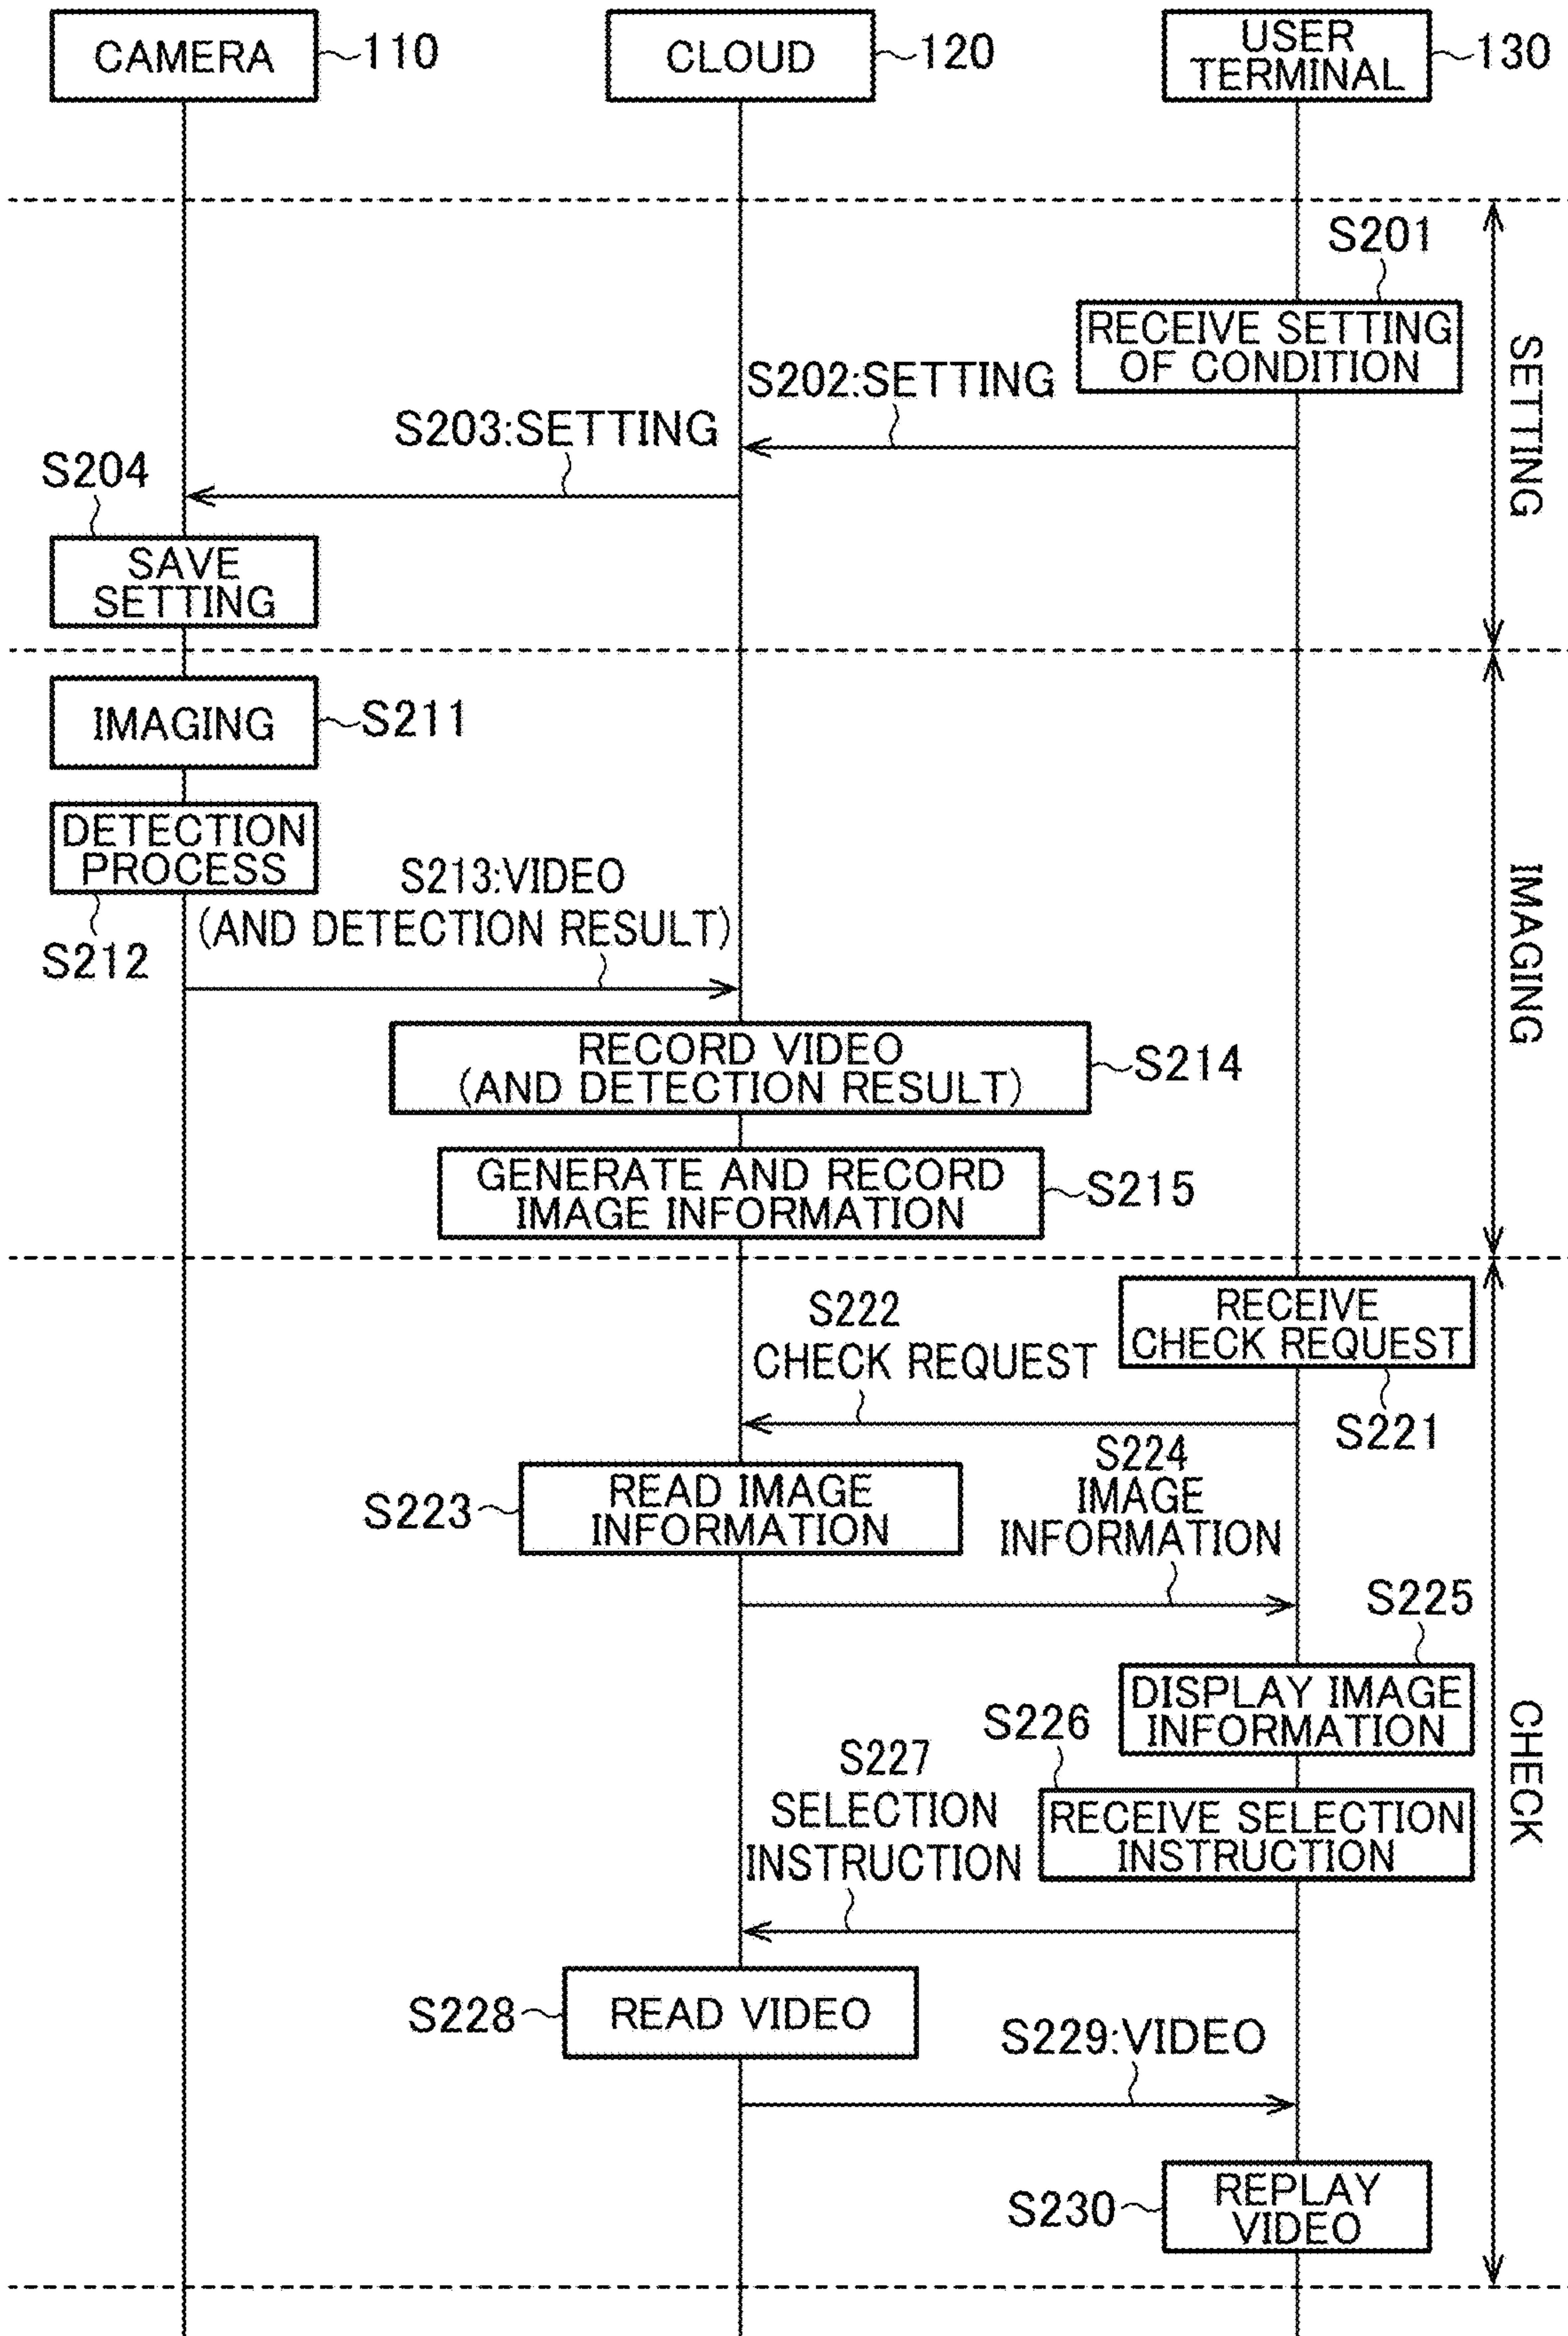 CAMERA
110
CLOUD
120
USER
TERMINAL
130
S201
RECEIVE SETTING
OF CONDITION
S202:SETTING
S203:SETTING
S204
SAVE
SETTING
SETTING
IMAGING
S211
DETECTION
PROCESS
S212
S213:VIDEO
(AND DETECTION RESULT)
RECORD VIDEO
(AND DETECTION RESULT)
S214
GENERATE AND RECORD
IMAGE INFORMATION
S215
IMAGING
RECEIVE
CHECK REQUEST
S221
S222
CHECK REQUEST
S223
READ IMAGE
INFORMATION
S224
IMAGE
INFORMATION
S225
DISPLAY IMAGE
INFORMATION
S226
RECEIVE SELECTION
INSTRUCTION
S227
SELECTION
INSTRUCTION
S228
READ VIDEO
S229:VIDEO
S230
REPLAY
VIDEO
CHECK